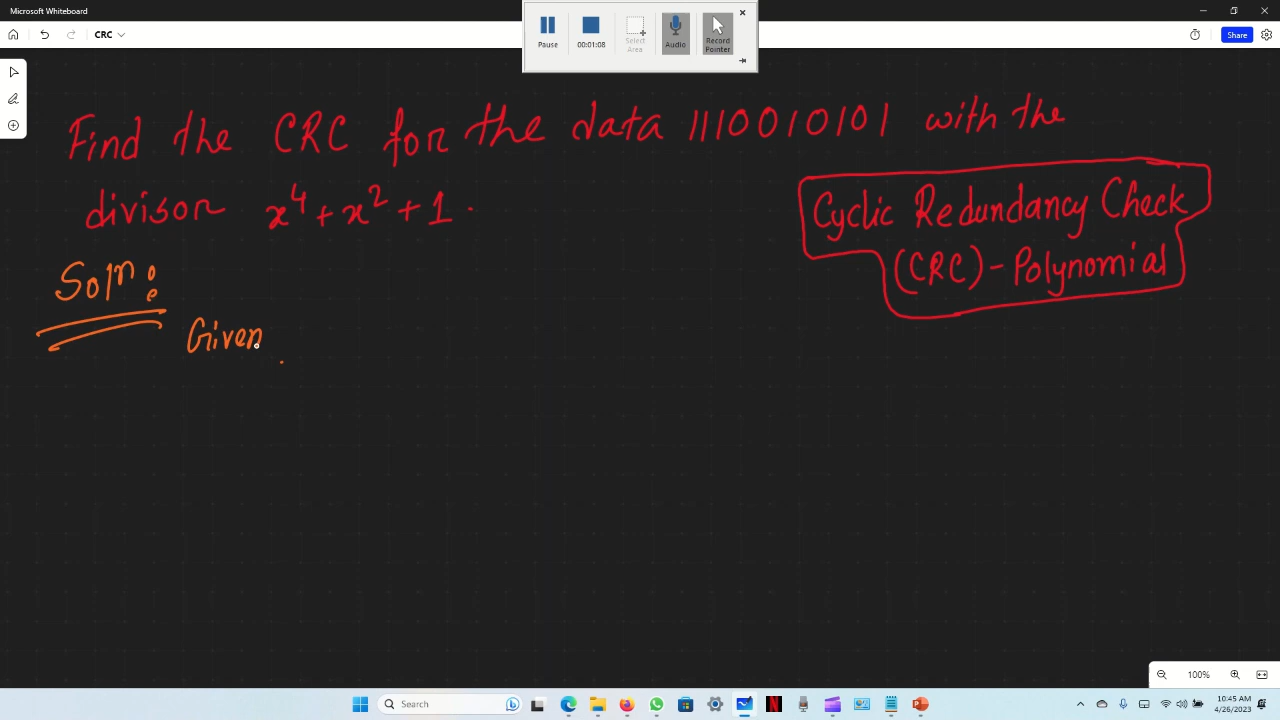 Microsoft Whiteboard
CRC
Pause
00:01:08
Select Area
Audio
Record Pointer
Share
Find the CRC for the data 1110010101 with the
divisor x⁴ + x² + 1.
Cyclic Redundancy Check
(CRC) - Polynomial
Soln:
Given
100%
Search
10:45 AM
4/26/2023